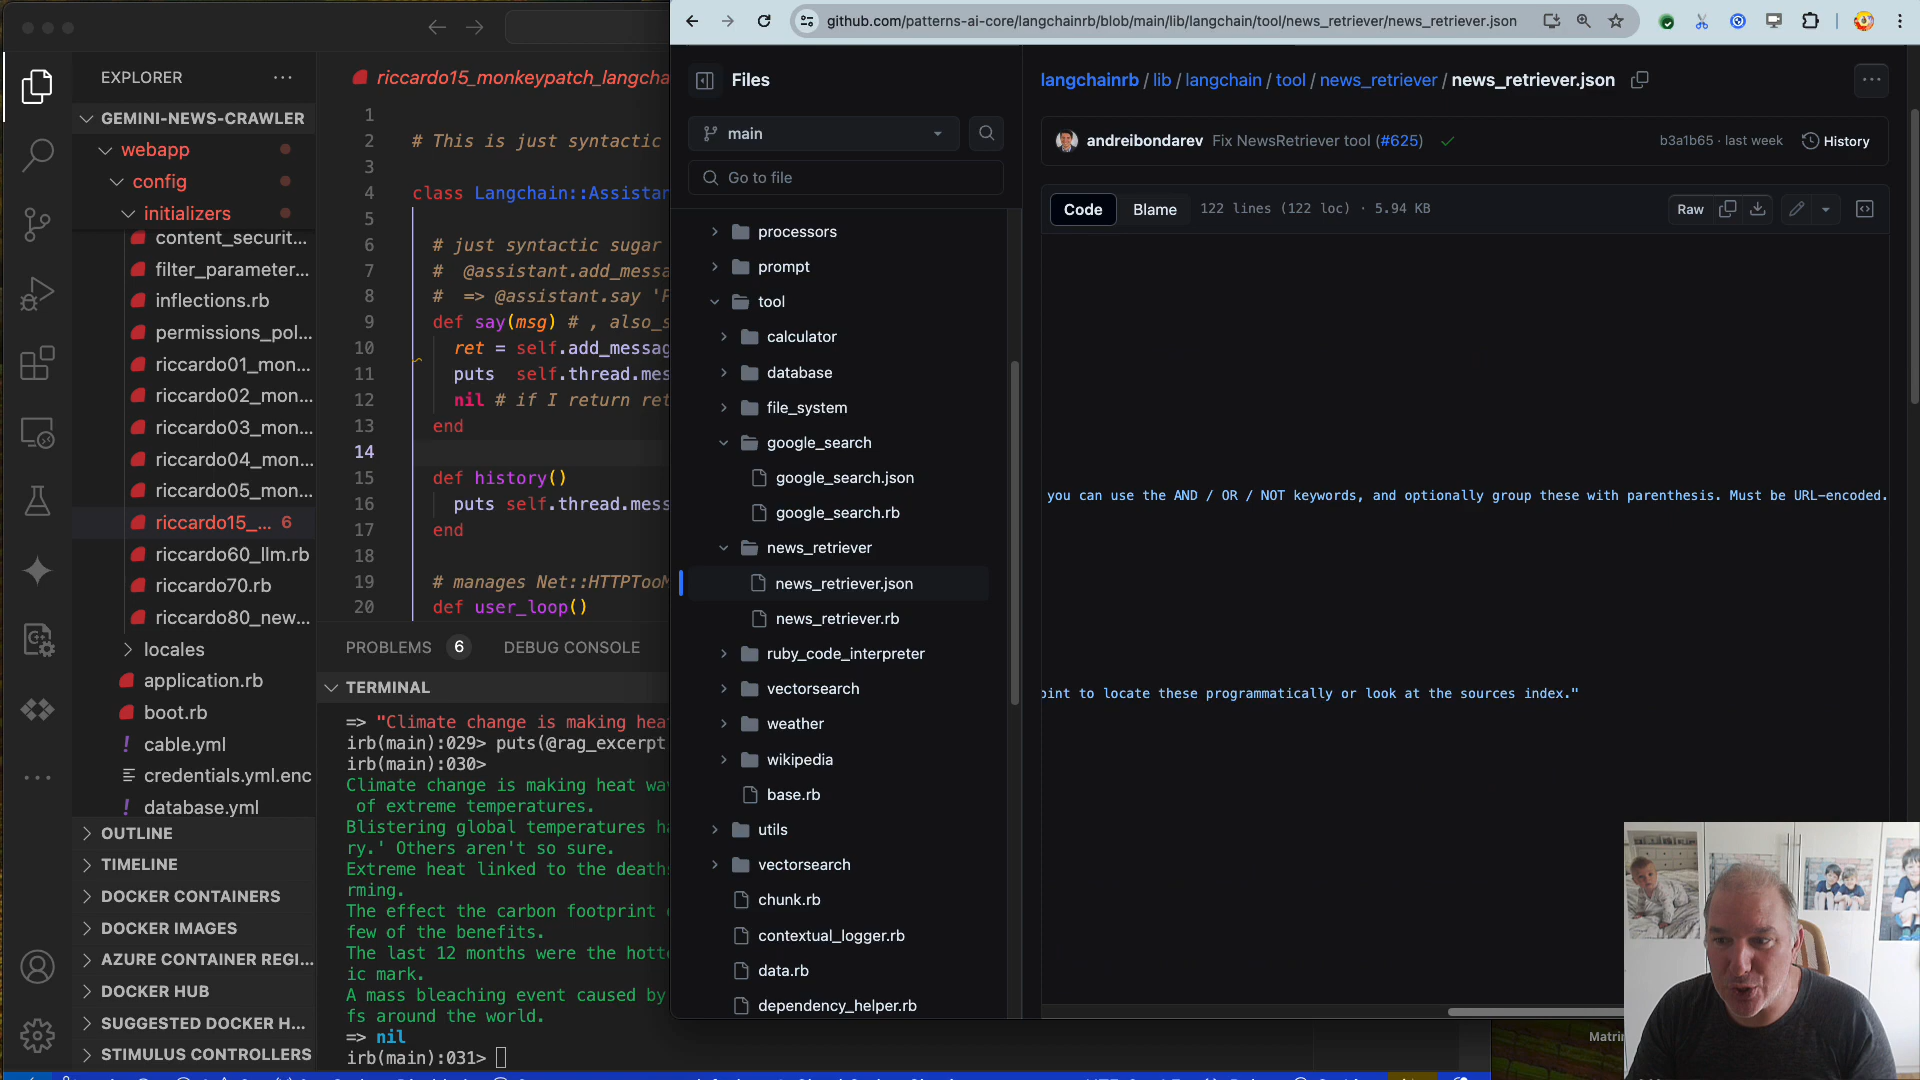 github.com/patterns-ai-core/langchainrb/blob/main/lib/langchain/tool/news_retriever/news_retriever.json
EXPLORER
GEMINI-NEWS-CRAWLER
webapp
config
initializers
content_securit...
filter_parameter...
inflections.rb
permissions_pol...
riccardo01_mon...
riccardo02_mon...
riccardo03_mon...
riccardo04_mon...
riccardo05_mon...
riccardo15_... 6
riccardo60_llm.rb
riccardo70.rb
riccardo80_new...
locales
application.rb
boot.rb
! cable.yml
credentials.yml.enc
! database.yml
OUTLINE
TIMELINE
DOCKER CONTAINERS
DOCKER IMAGES
AZURE CONTAINER REGI...
DOCKER HUB
SUGGESTED DOCKER H...
STIMULUS CONTROLLERS
riccardo15_monkeypatch_langcha
1
2 # This is just syntactic
3
4 class Langchain::Assistan
5
6 # just syntactic sugar
7 # @assistant.add_messa
8 # => @assistant.say 'P
9 def say(msg) # , also_s
10 ret = self.add_messag
11 puts self.thread.mes
12 nil # if I return ret
13 end
14
15 def history()
16 puts self.thread.mess
17 end
18
19 # manages Net::HTTPTooM
20 def user_loop()
PROBLEMS 6 DEBUG CONSOLE
TERMINAL
=> "Climate change is making hea
irb(main):029> puts(@rag_excerpt
irb(main):030>
Climate change is making heat wav
of extreme temperatures.
Blistering global temperatures ha
ry.' Others aren't so sure.
Extreme heat linked to the deaths
rming.
The effect the carbon footprint
few of the benefits.
The last 12 months were the hotte
ic mark.
A mass bleaching event caused by
fs around the world.
=> nil
irb(main):031>
Files
main
Go to file
processors
prompt
tool
calculator
database
file_system
google_search
google_search.json
google_search.rb
news_retriever
news_retriever.json
news_retriever.rb
ruby_code_interpreter
vectorsearch
weather
wikipedia
base.rb
utils
vectorsearch
chunk.rb
contextual_logger.rb
data.rb
dependency_helper.rb
langchainrb / lib / langchain / tool / news_retriever / news_retriever.json
andreibondarev Fix NewsRetriever tool (#625) b3a1b65 · last week History
Code Blame 122 lines (122 loc) · 5.94 KB Raw
you can use the AND / OR / NOT keywords, and optionally group these with parenthesis. Must be URL-encoded.
oint to locate these programmatically or look at the sources index."